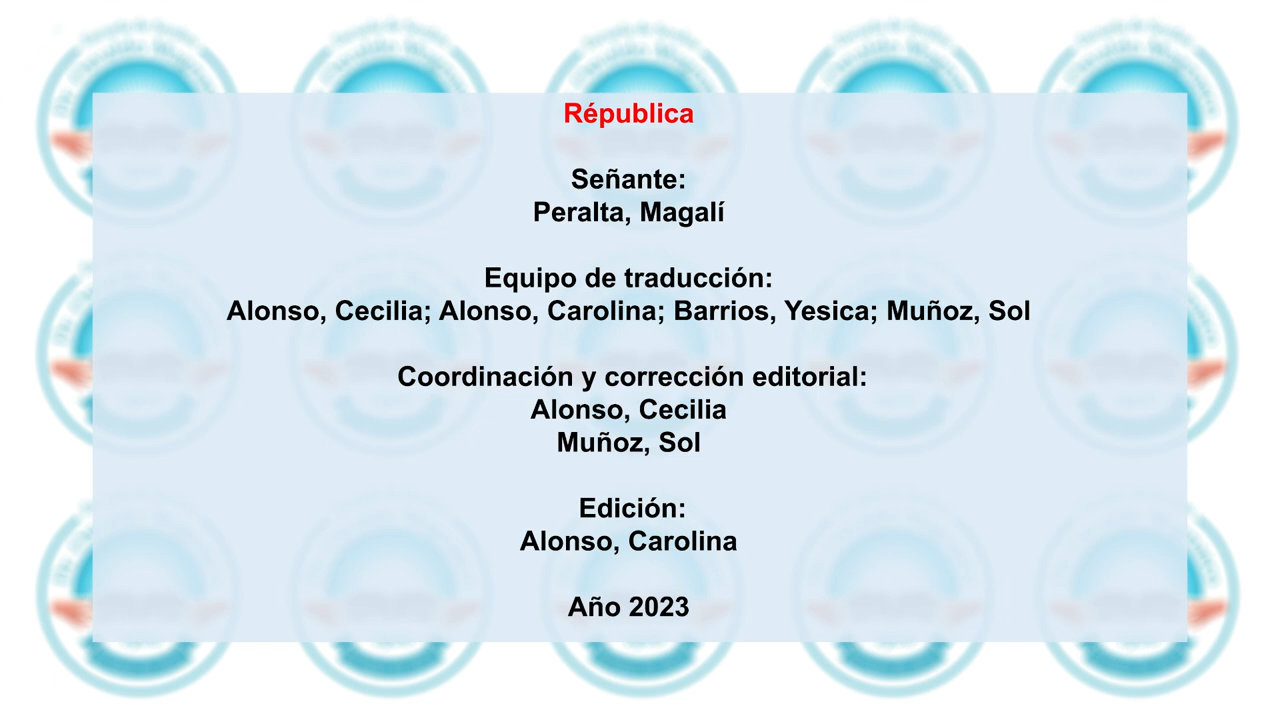 Républica
Señante:
Peralta, Magalí
Equipo de traducción:
Alonso, Cecilia; Alonso, Carolina; Barrios, Yesica; Muñoz, Sol
Coordinación y corrección editorial:
Alonso, Cecilia
Muñoz, Sol
Edición:
Alonso, Carolina
Año 2023